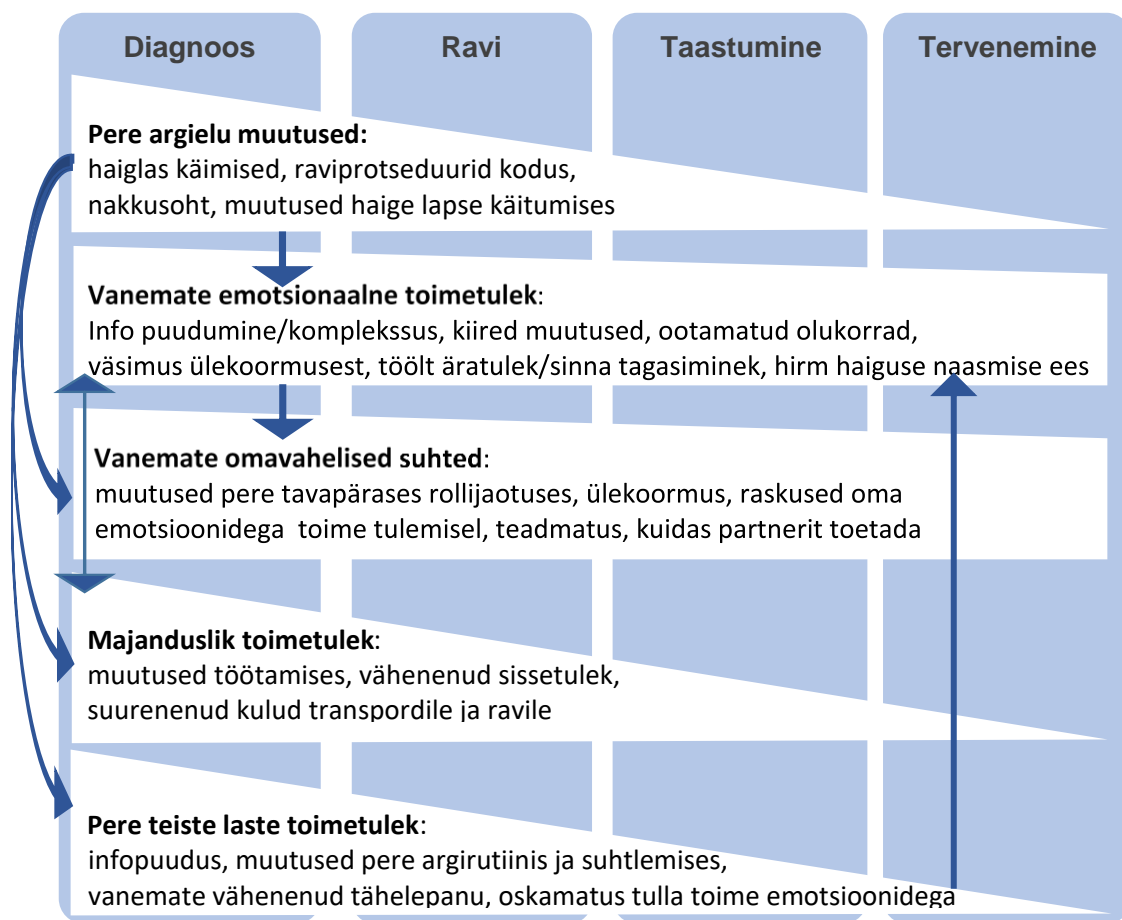 Diagnoos Ravi Taastumine Tervenemine
Pere argielu muutused:
haiglas käimised, raviprotseduurid kodus,
nakkusoht, muutused haige lapse käitumises
Vanemate emotsionaalne toimetulek:
Info puudumine/komplekssus, kiired muutused, ootamatud olukorrad,
väsimus ülekoormusest, töölt äratulek/sinna tagasiminek, hirm haiguse naasmise ees
Vanemate omavahelised suhted:
muutused pere tavapärases rollijaotuses, ülekoormus, raskused oma
emotsioonidega toime tulemisel, teadmatus, kuidas partnerit toetada
Majanduslik toimetulek:
muutused töötamises, vähenenud sissetulek,
suurenenud kulud transpordile ja ravile
Pere teiste laste toimetulek:
infopuudus, muutused pere argirutiinis ja suhtlemises,
vanemate vähenenud tähelepanu, oskamatus tulla toime emotsioonidega